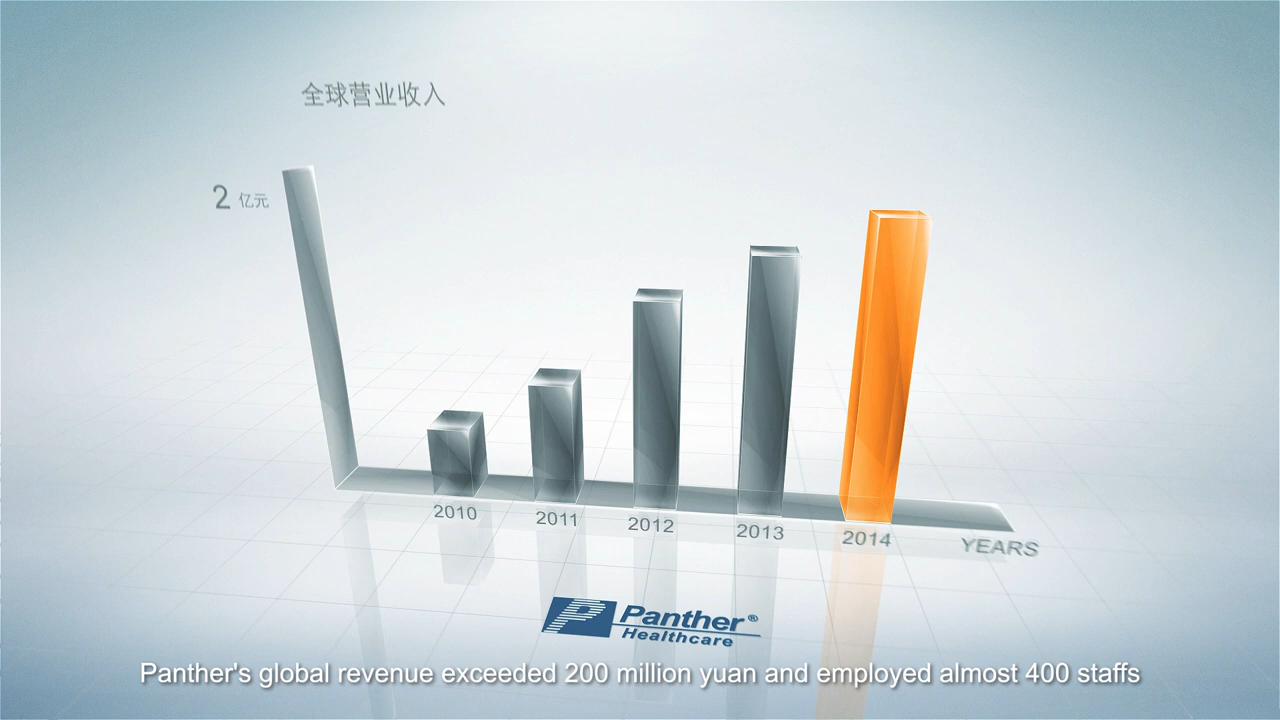 全球营业收入
2 亿元
2010
2011
2012
2013
2014
YEARS
Panther®
Healthcare
Panther's global revenue exceeded 200 million yuan and employed almost 400 staffs